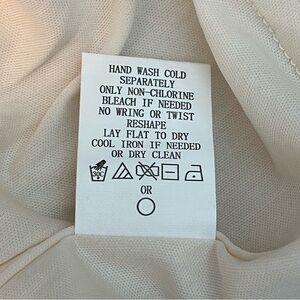 HAND WASH COLD
SEPARATELY
ONLY NON-CHLORINE
BLEACH IF NEEDED
NO WRING OR TWIST
RESHAPE
LAY FLAT TO DRY
COOL IRON IF NEEDED
OR DRY CLEAN
OR